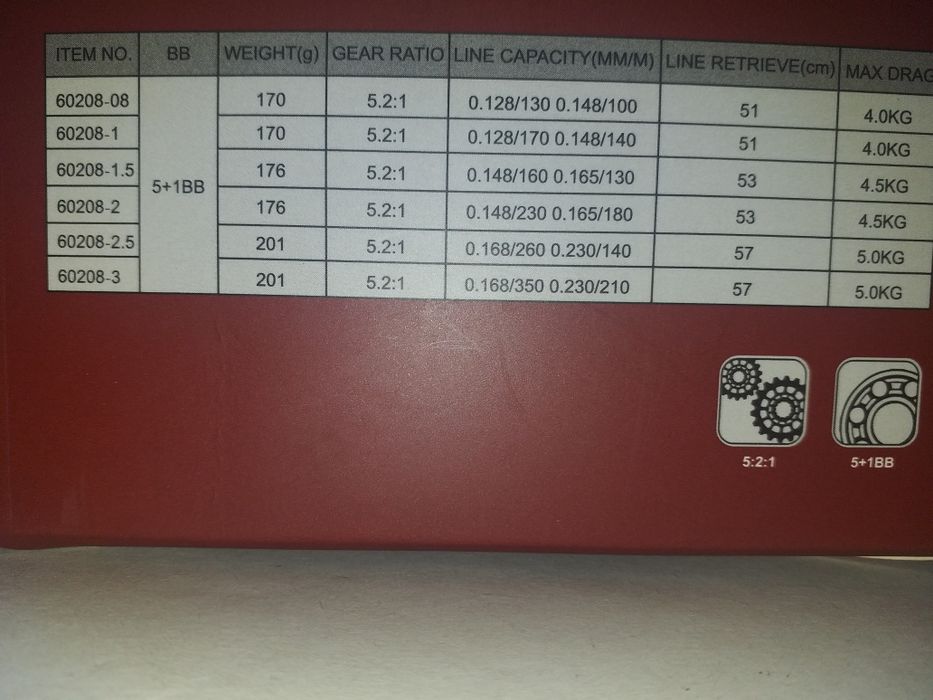 ITEM NO. BB WEIGHT(g) GEAR RATIO LINE CAPACITY(MM/M) LINE RETRIEVE(cm) MAX DRAG
60208-08 170 5.2:1 0.128/130 0.148/100 51 4.0KG
60208-1 170 5.2:1 0.128/170 0.148/140 51 4.0KG
60208-1.5 176 5.2:1 0.148/160 0.165/130 53 4.5KG
5+1BB
60208-2 176 5.2:1 0.148/230 0.165/180 53 4.5KG
60208-2.5 201 5.2:1 0.168/260 0.230/140 57 5.0KG
60208-3 201 5.2:1 0.168/350 0.230/210 57 5.0KG
5:2:1 5+1BB